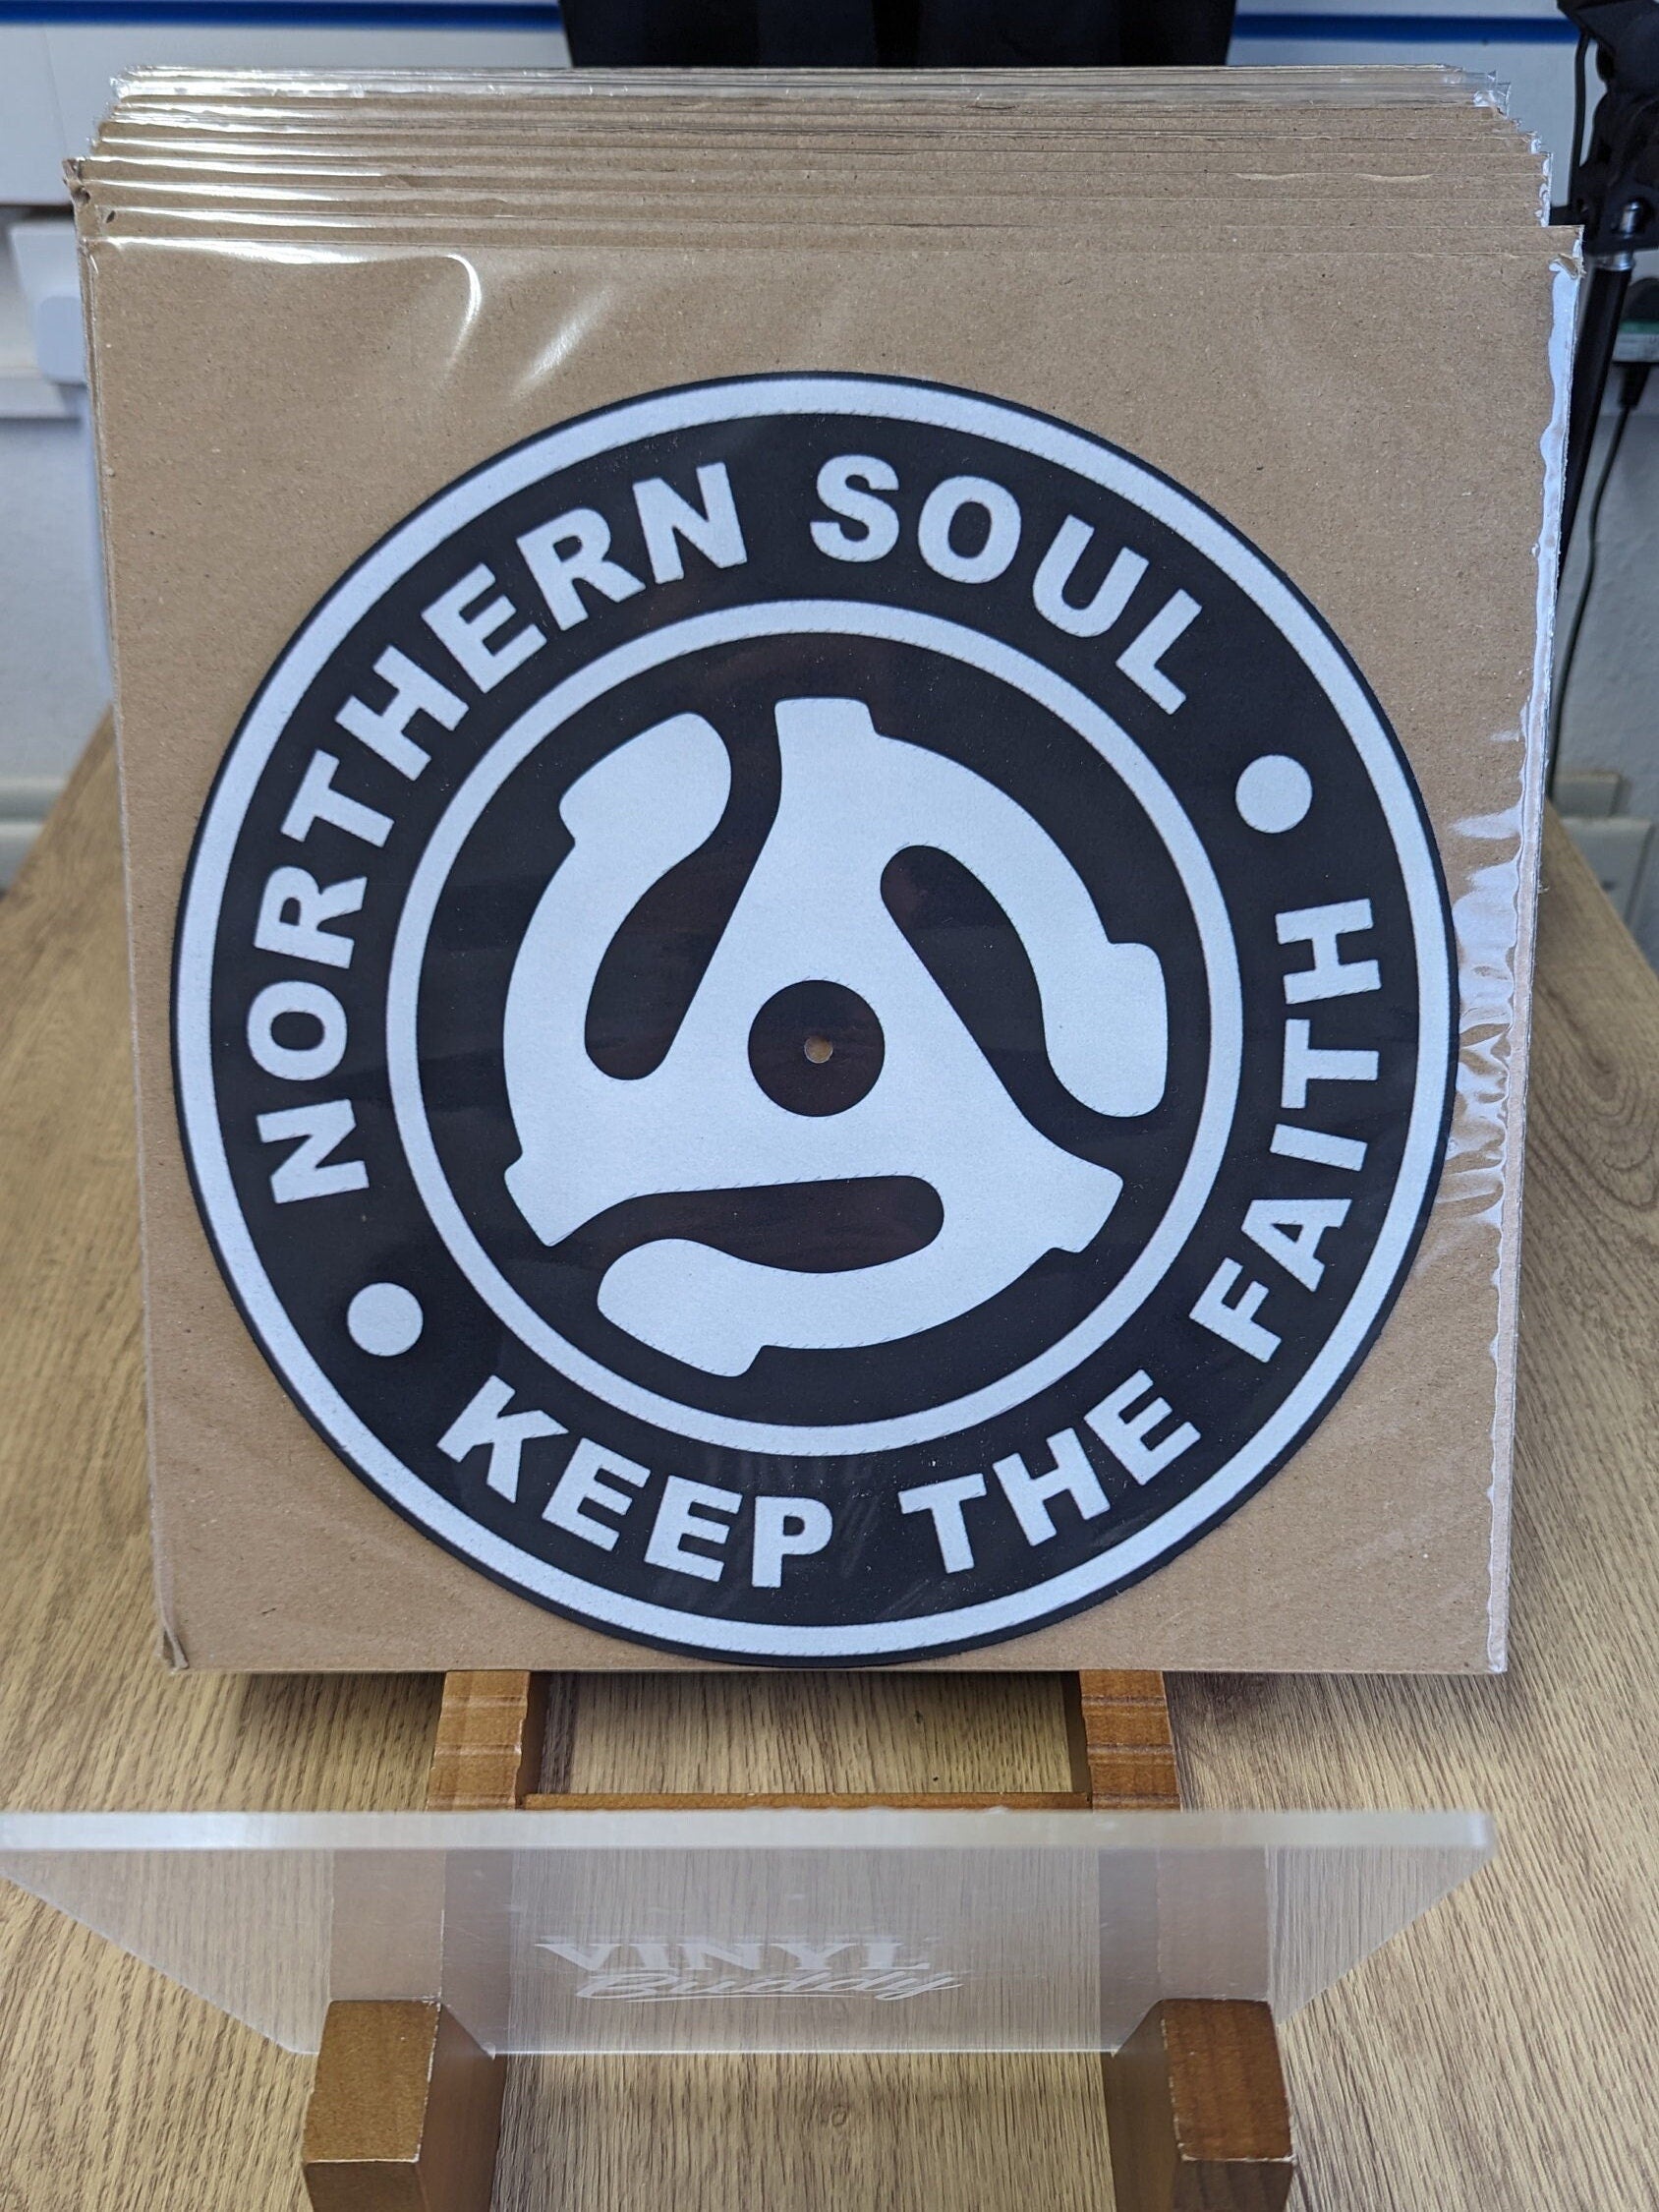 NORTHERN SOUL
KEEP THE FAITH
VINYL
Buddy